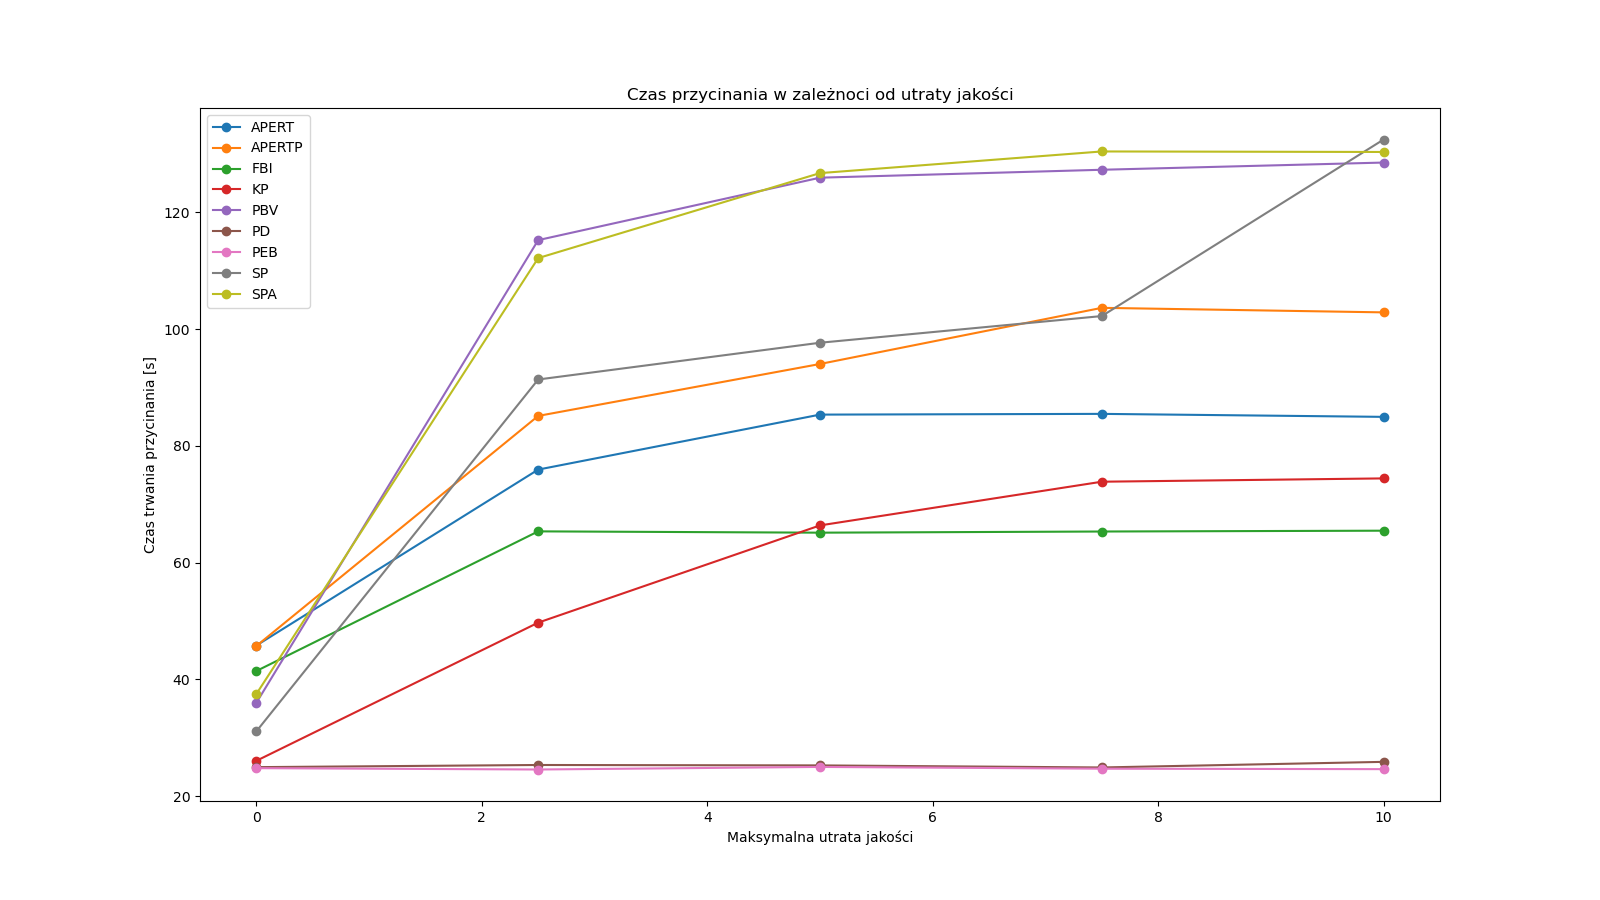 Czas przycinania w zależnoci od utraty jakości
APERT
APERTP
FBI
KP
PBV
PD
PEB
SP
SPA
120
100
80
60
40
20
Czas trwania przycinania [s]
0 2 4 6 8 10
Maksymalna utrata jakości